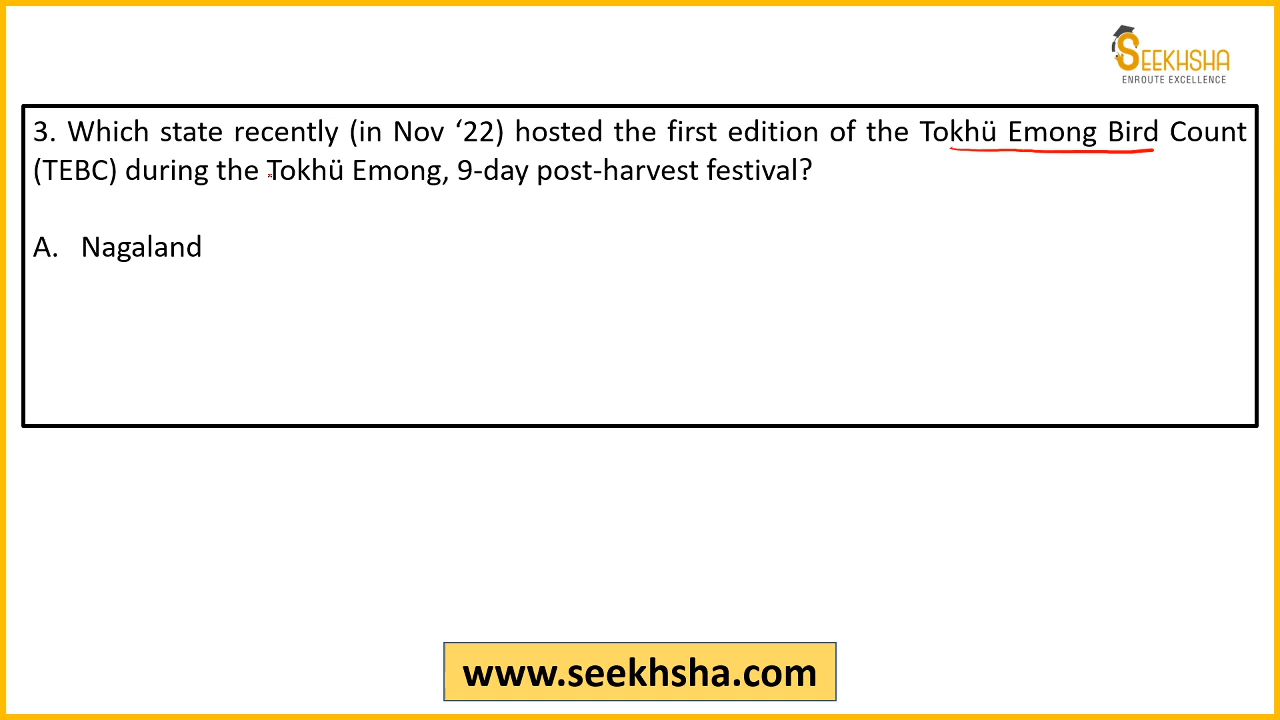 SEEKHSHA
ENROUTE EXCELLENCE
3. Which state recently (in Nov ‘22) hosted the first edition of the Tokhü Emong Bird Count
(TEBC) during the Tokhü Emong, 9-day post-harvest festival?
A. Nagaland
www.seekhsha.com